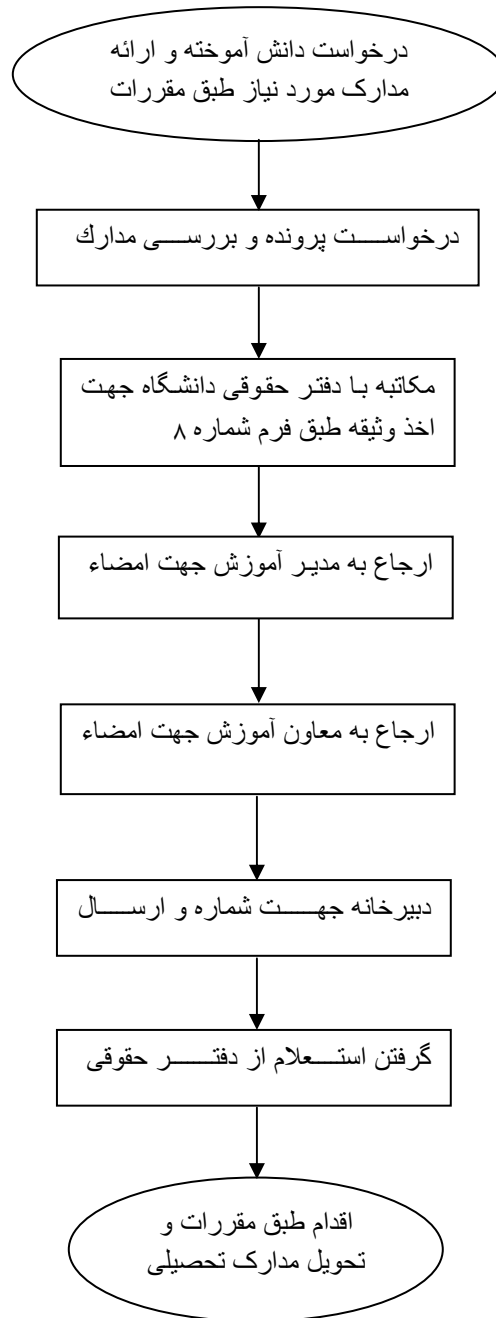 درخواست دانش آموخته و ارائه
مدارک مورد نیاز طبق مقررات
درخواست پرونده و بررسی مدارك
مکاتبه با دفتر حقوقی دانشگاه جهت
اخذ وثیقه طبق فرم شماره ۸
ارجاع به مدیر آموزش جهت امضاء
ارجاع به معاون آموزش جهت امضاء
دبیرخانه جهت شماره و ارسال
گرفتن استعلام از دفتر حقوقی
اقدام طبق مقررات و
تحویل مدارک تحصیلی